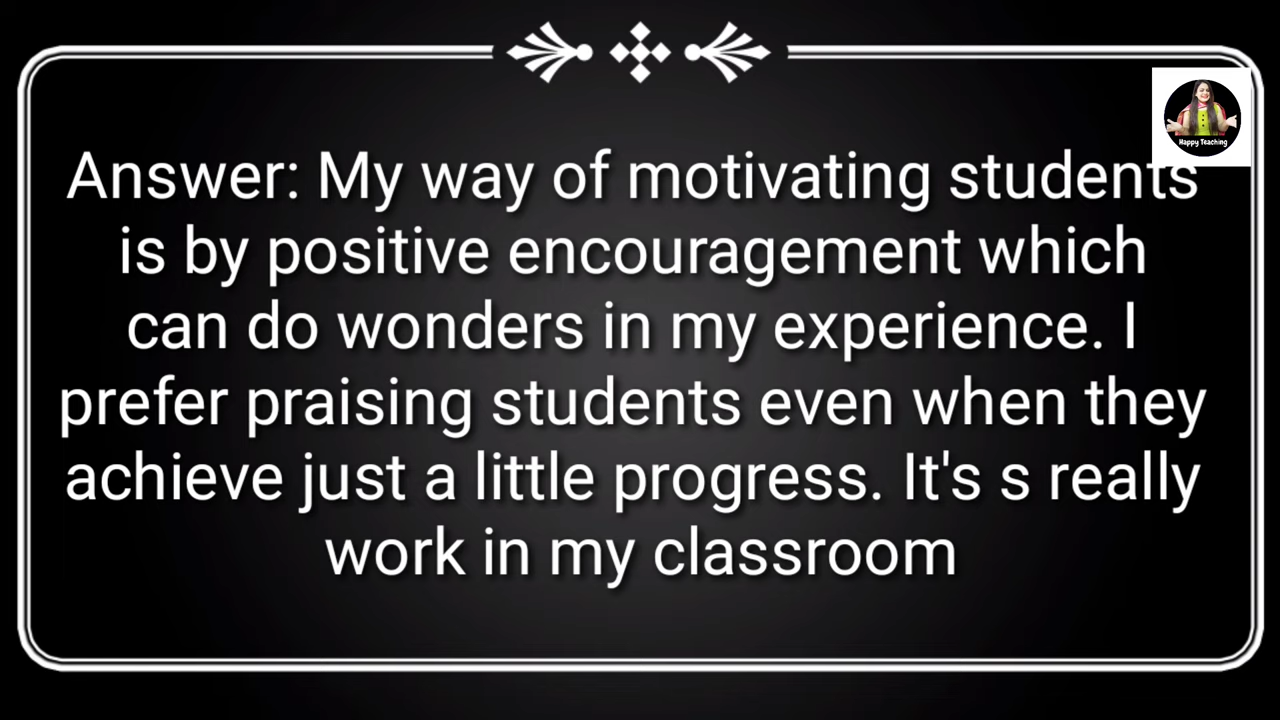 Happy Teaching
Answer: My way of motivating students
is by positive encouragement which
can do wonders in my experience. I
prefer praising students even when they
achieve just a little progress. It's s really
work in my classroom